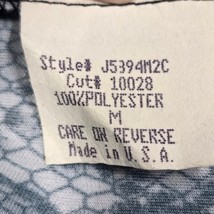 Style# J5394M2C
Cut# 10028
100%POLYESTER
M
CARE ON REVERSE
Made in U.S.A.